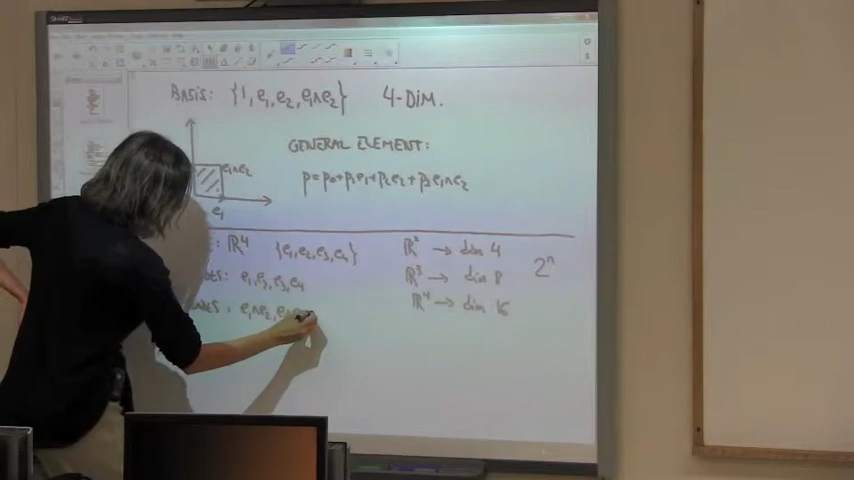 BASIS: {1, e₁, e₂, e₁∧e₂} 4-DIM.
e₁∧e₂
e₁
GENERAL ELEMENT:
p=p₀+p₁e₁+p₂e₂+p₃e₁∧e₂
: ℝ⁴ {e₁, e₂, e₃, e₄}
e₁, e₂, e₃, e₄
: e₁∧e₂,
ℝ² → dim 4
ℝ³ → dim 8
ℝ⁴ → dim 16
2ⁿ